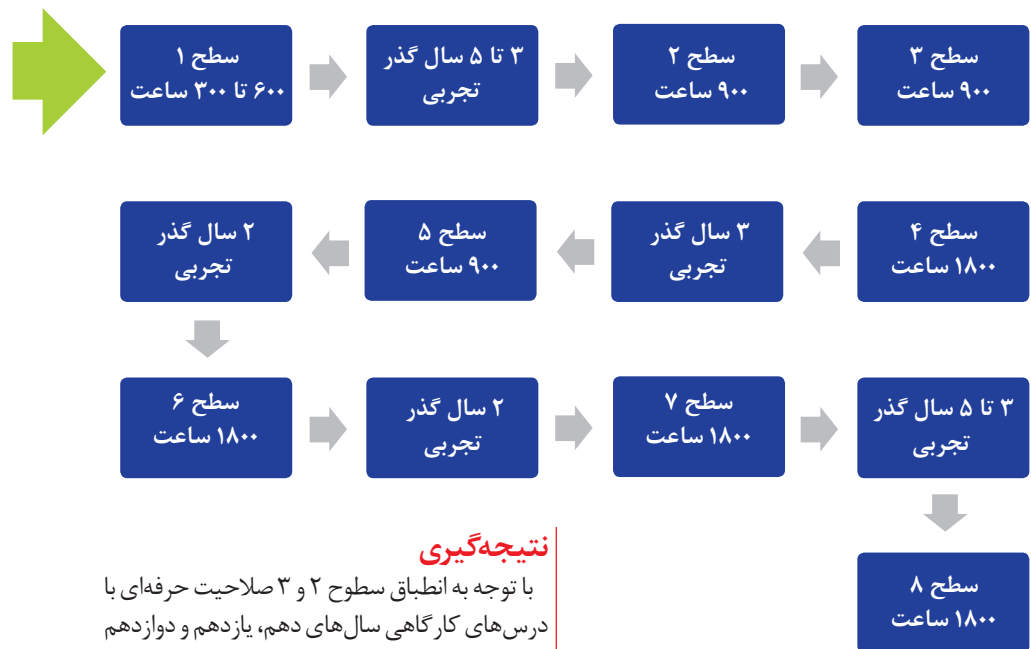 سطح ۱
۶۰۰ تا ۳۰۰ ساعت
۳ تا ۵ سال گذر
تجربی
سطح ۲
۹۰۰ ساعت
سطح ۳
۹۰۰ ساعت
سطح ۴
۱۸۰۰ ساعت
۳ سال گذر
تجربی
سطح ۵
۹۰۰ ساعت
۲ سال گذر
تجربی
سطح ۶
۱۸۰۰ ساعت
۲ سال گذر
تجربی
سطح ۷
۱۸۰۰ ساعت
۳ تا ۵ سال گذر
تجربی
سطح ۸
۱۸۰۰ ساعت
نتیجه‌گیری
با توجه به انطباق سطوح ۲ و ۳ صلاحیت حرفه‌ای با
درس‌های کارگاهی سال‌های دهم، یازدهم و دوازدهم